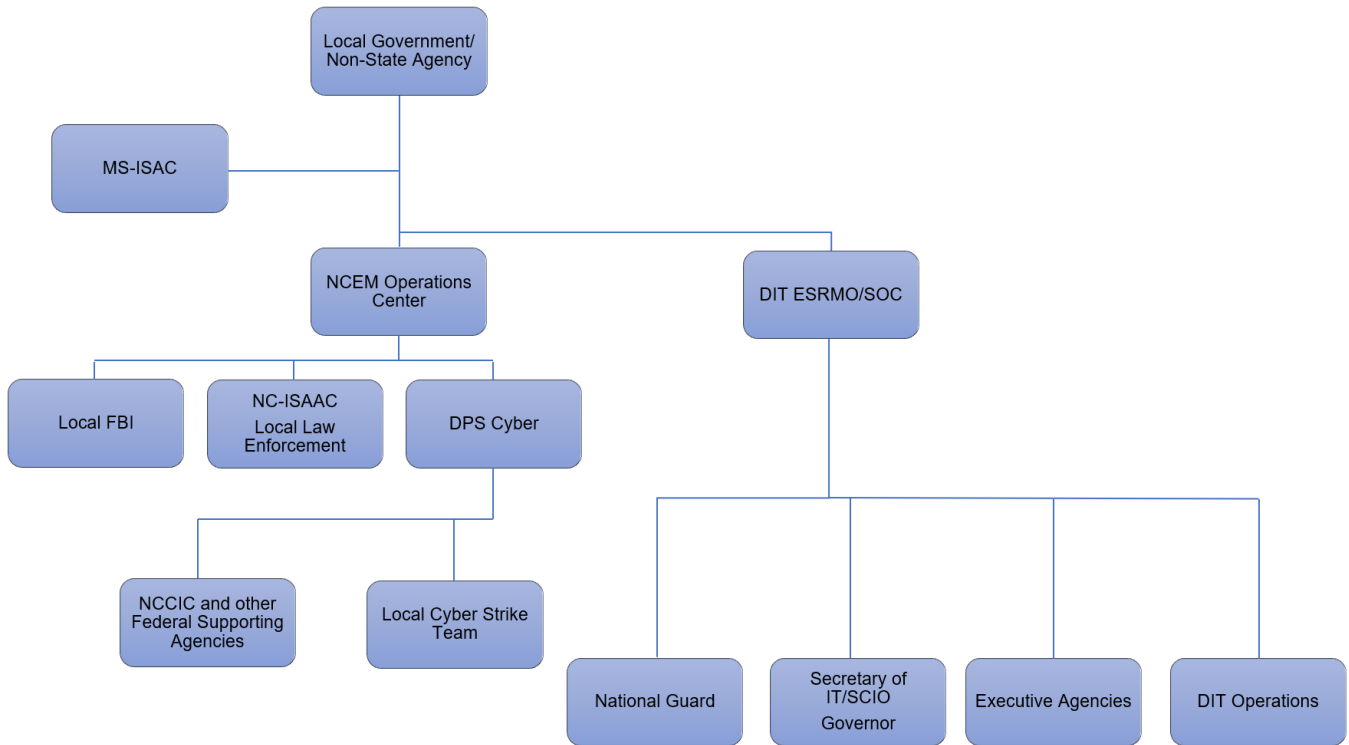 Local Government/
Non-State Agency
MS-ISAC
NCEM Operations
Center
DIT ESRMO/SOC
Local FBI
NC-ISAAC
Local Law
Enforcement
DPS Cyber
NCCIC and other
Federal Supporting
Agencies
Local Cyber Strike
Team
National Guard
Secretary of
IT/SCIO
Governor
Executive Agencies
DIT Operations